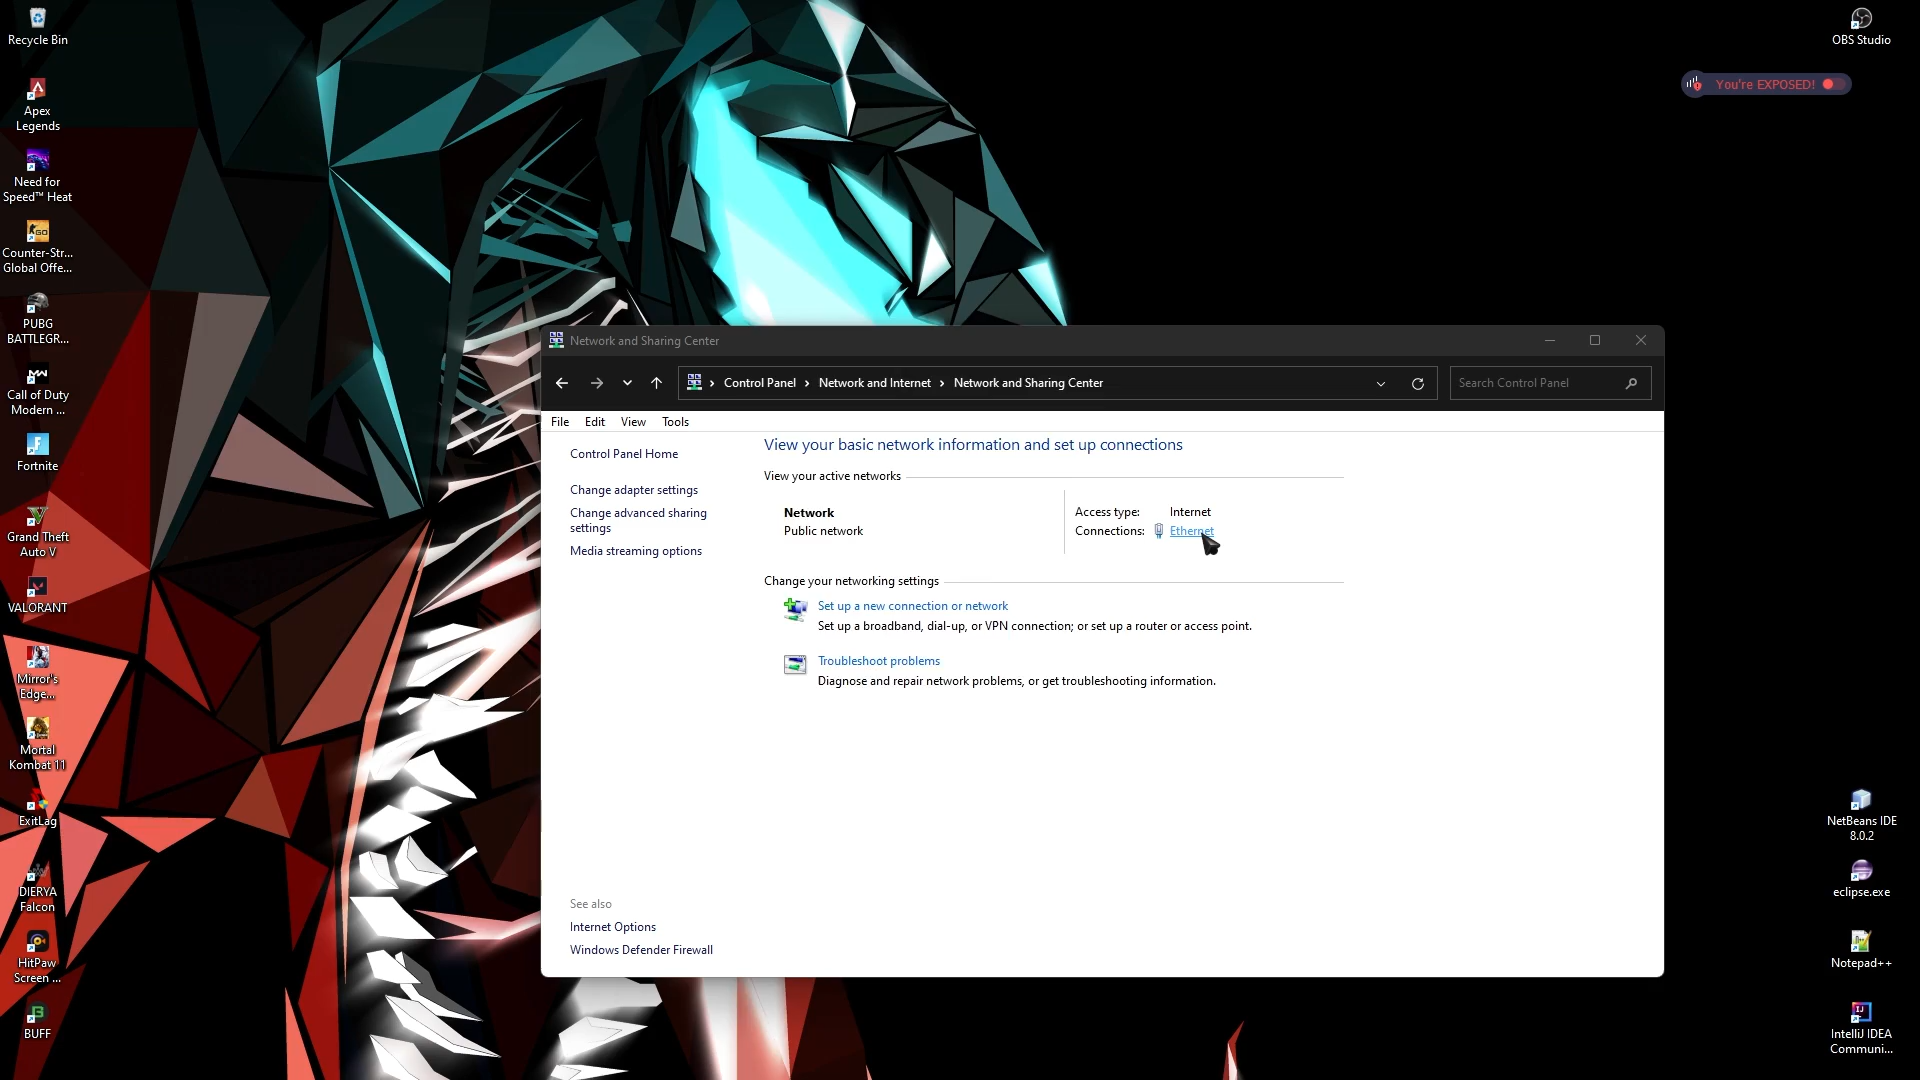 Recycle Bin
Apex
Legends
Need for
Speed™ Heat
Counter-Str...
Global Offe...
PUBG
BATTLEGR...
Call of Duty
Modern ...
Fortnite
Grand Theft
Auto V
VALORANT
Mirror's
Edge...
Mortal
Kombat 11
ExitLag
DIERYA
Falcon
HitPaw
Screen ...
BUFF
OBS Studio
You're EXPOSED!
Network and Sharing Center
Control Panel > Network and Internet > Network and Sharing Center
Search Control Panel
File Edit View Tools
Control Panel Home
Change adapter settings
Change advanced sharing
settings
Media streaming options
See also
Internet Options
Windows Defender Firewall
View your basic network information and set up connections
View your active networks
Network
Public network
Access type: Internet
Connections: Ethernet
Change your networking settings
Set up a new connection or network
Set up a broadband, dial-up, or VPN connection; or set up a router or access point.
Troubleshoot problems
Diagnose and repair network problems, or get troubleshooting information.
NetBeans IDE
8.0.2
eclipse.exe
Notepad++
IntelliJ IDEA
Communi...